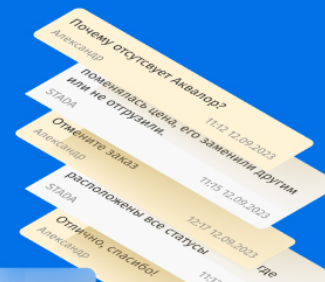 Почему отсутсвует Аквалор?
Александр
11:12 12.09.2023
поменялась цена, его заменили другим
или не отгрузили.
STADA
11:15 12.09.2023
Отмените заказ
Александр
12:17 12.09.2023
где
расположены все статусы
STADA
Отлично, спасибо!
Александр